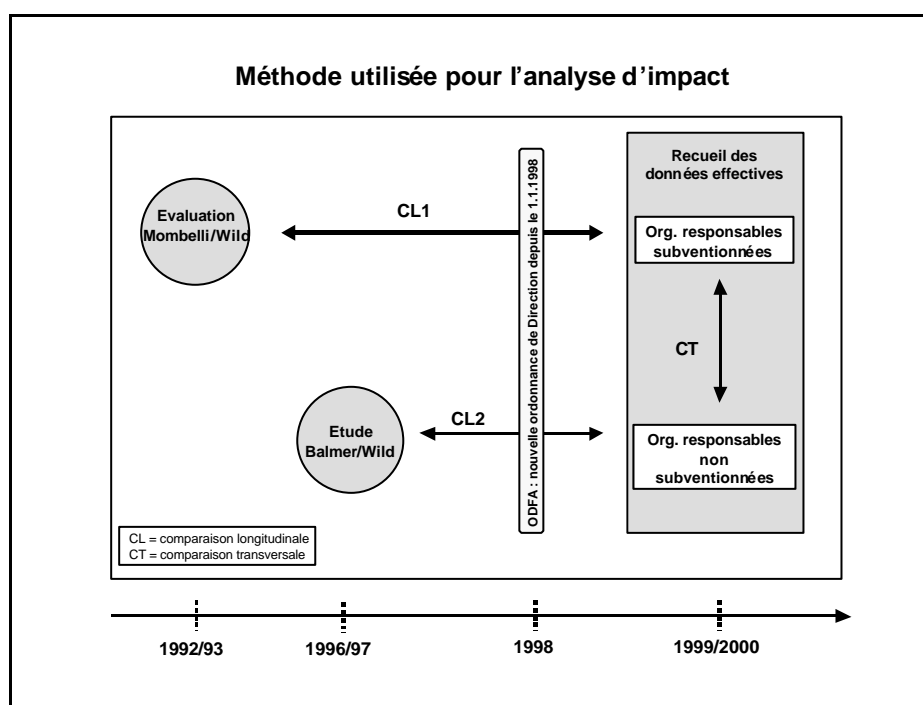 Méthode utilisée pour l'analyse d'impact
Recueil des
données effectives
Evaluation
Mombelli/Wild
CL1
ODFA : nouvelle ordonnance de Direction depuis le 1.1.1998
Org. responsables
subventionnées
CT
Etude
Balmer/Wild
CL2
Org. responsables
non
subventionnées
CL = comparaison longitudinale
CT = comparaison transversale
1992/93
1996/97
1998
1999/2000